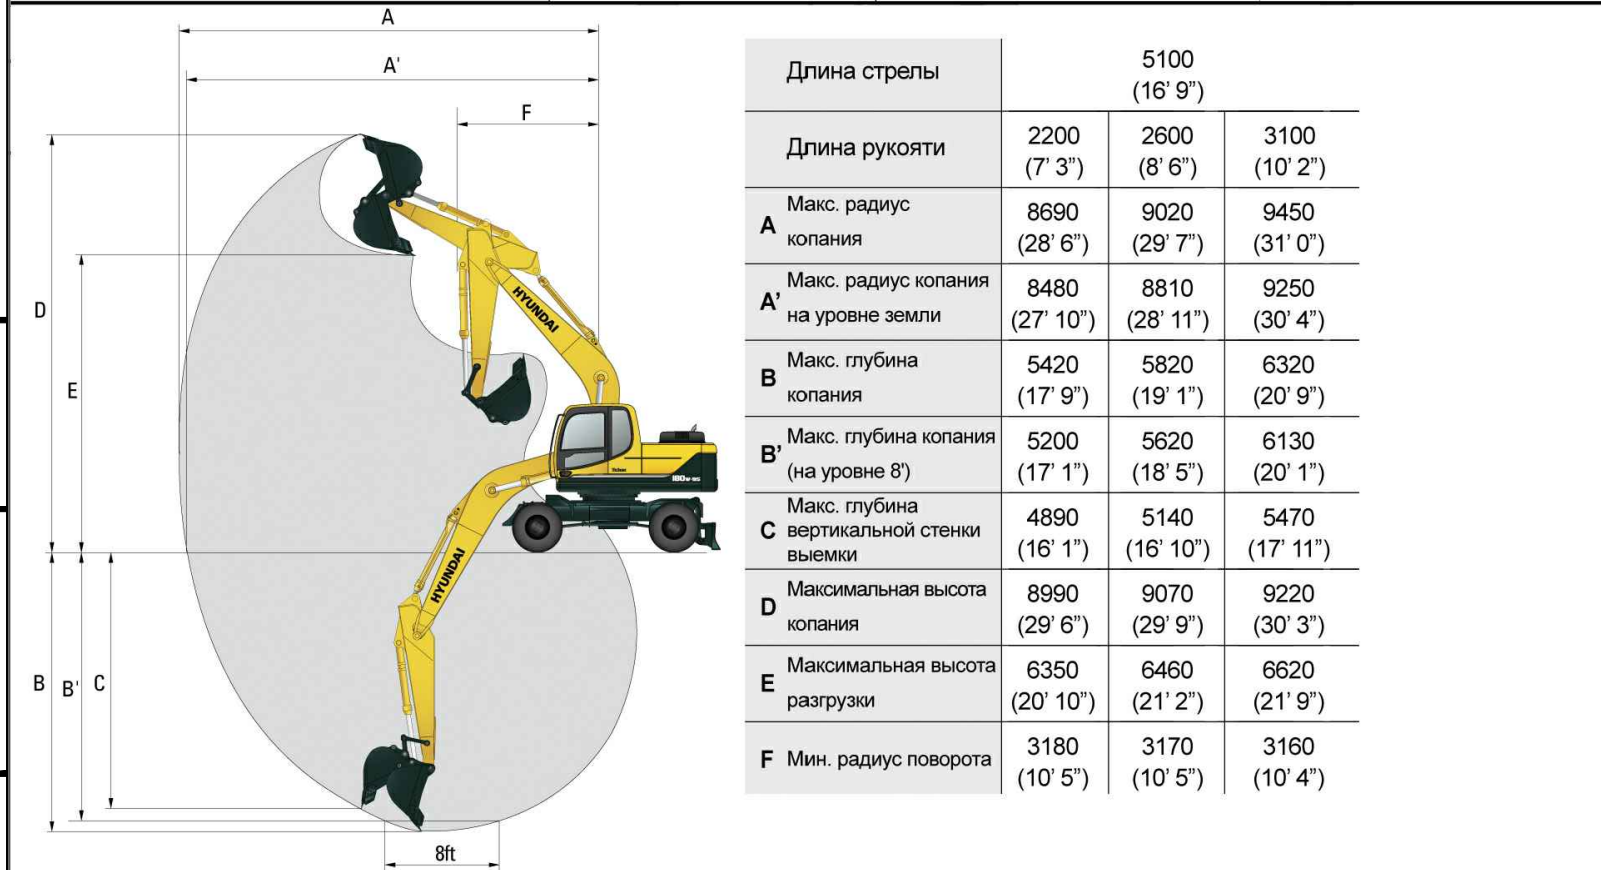 A
A'
F
D
E
HYUNDAI
180W-9S
HYUNDAI
B
B'
C
8ft
Длина стрелы
5100
(16' 9")
Длина рукояти
2200 2600 3100
(7' 3") (8' 6") (10' 2")
A Макс. радиус
копания
8690 9020 9450
(28' 6") (29' 7") (31' 0")
A' Макс. радиус копания
на уровне земли
8480 8810 9250
(27' 10") (28' 11") (30' 4")
B Макс. глубина
копания
5420 5820 6320
(17' 9") (19' 1") (20' 9")
B' Макс. глубина копания
(на уровне 8')
5200 5620 6130
(17' 1") (18' 5") (20' 1")
C Макс. глубина
вертикальной стенки
выемки
4890 5140 5470
(16' 1") (16' 10") (17' 11")
D Максимальная высота
копания
8990 9070 9220
(29' 6") (29' 9") (30' 3")
E Максимальная высота
разгрузки
6350 6460 6620
(20' 10") (21' 2") (21' 9")
F Мин. радиус поворота
3180 3170 3160
(10' 5") (10' 5") (10' 4")